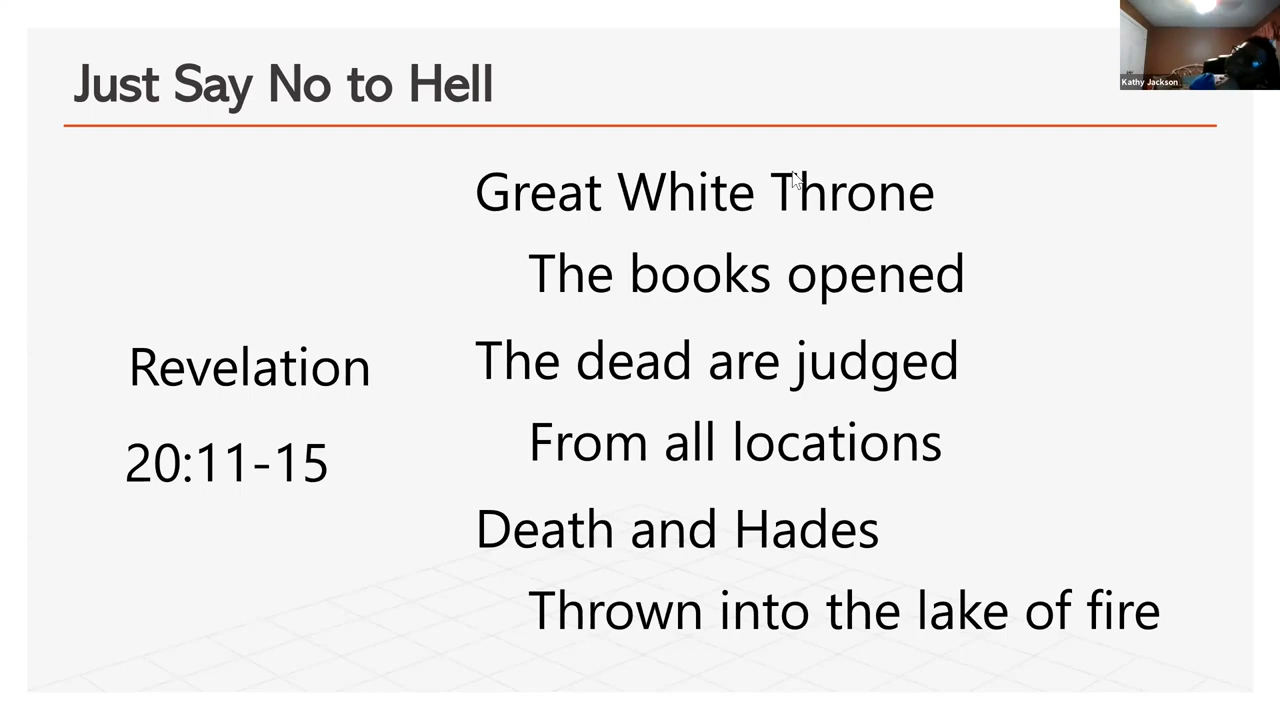 Just Say No to Hell
Kathy Jackson
Revelation
20:11-15
Great White Throne
The books opened
The dead are judged
From all locations
Death and Hades
Thrown into the lake of fire